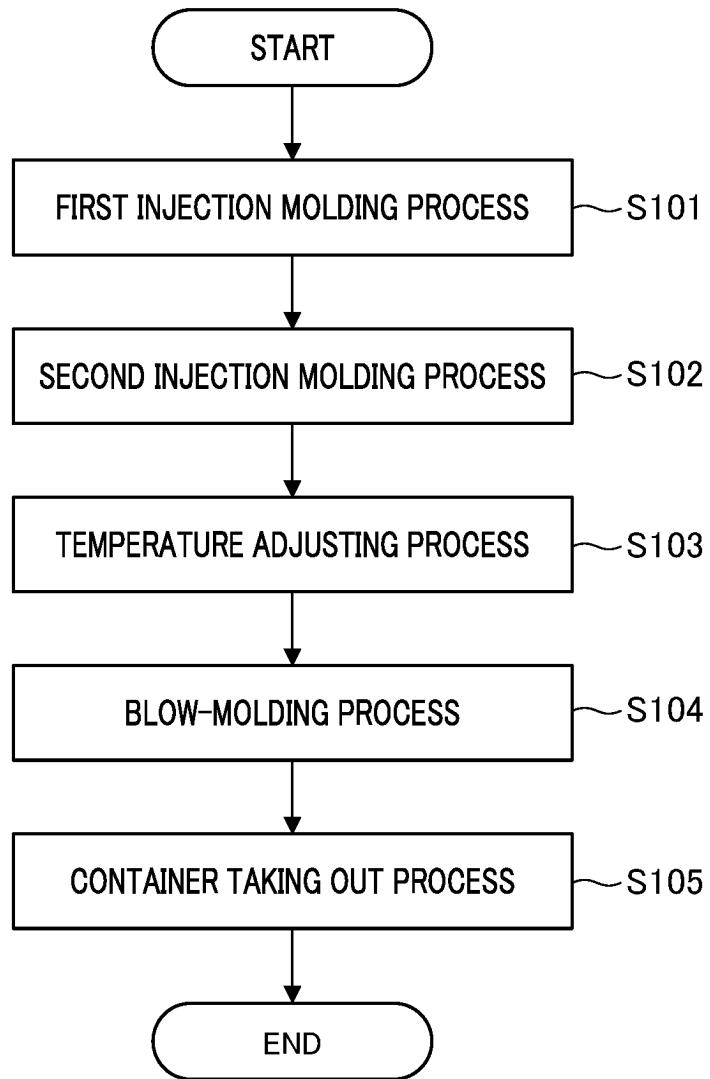 START
FIRST INJECTION MOLDING PROCESS
S101
SECOND INJECTION MOLDING PROCESS
S102
TEMPERATURE ADJUSTING PROCESS
S103
BLOW-MOLDING PROCESS
S104
CONTAINER TAKING OUT PROCESS
S105
END